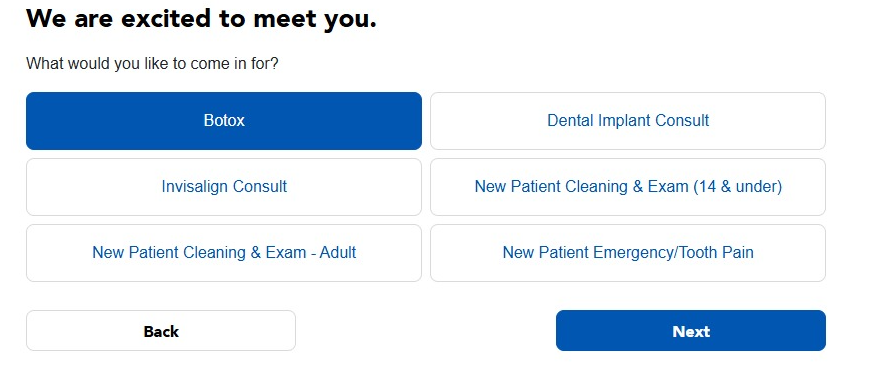 We are excited to meet you.
What would you like to come in for?
Botox
Dental Implant Consult
Invisalign Consult
New Patient Cleaning & Exam (14 & under)
New Patient Cleaning & Exam - Adult
New Patient Emergency/Tooth Pain
Back
Next